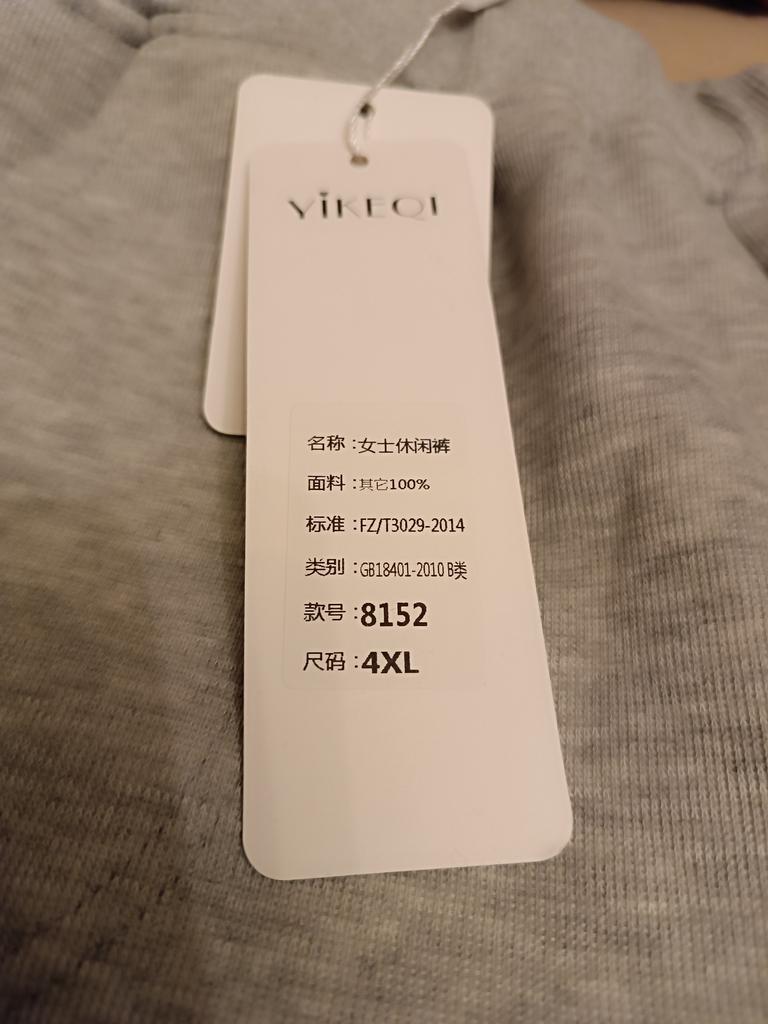 YiKEQI
名称：女士休闲裤
面料：其它100%
标准：FZ/T3029-2014
类别：GB18401-2010 B类
款号：8152
尺码：4XL